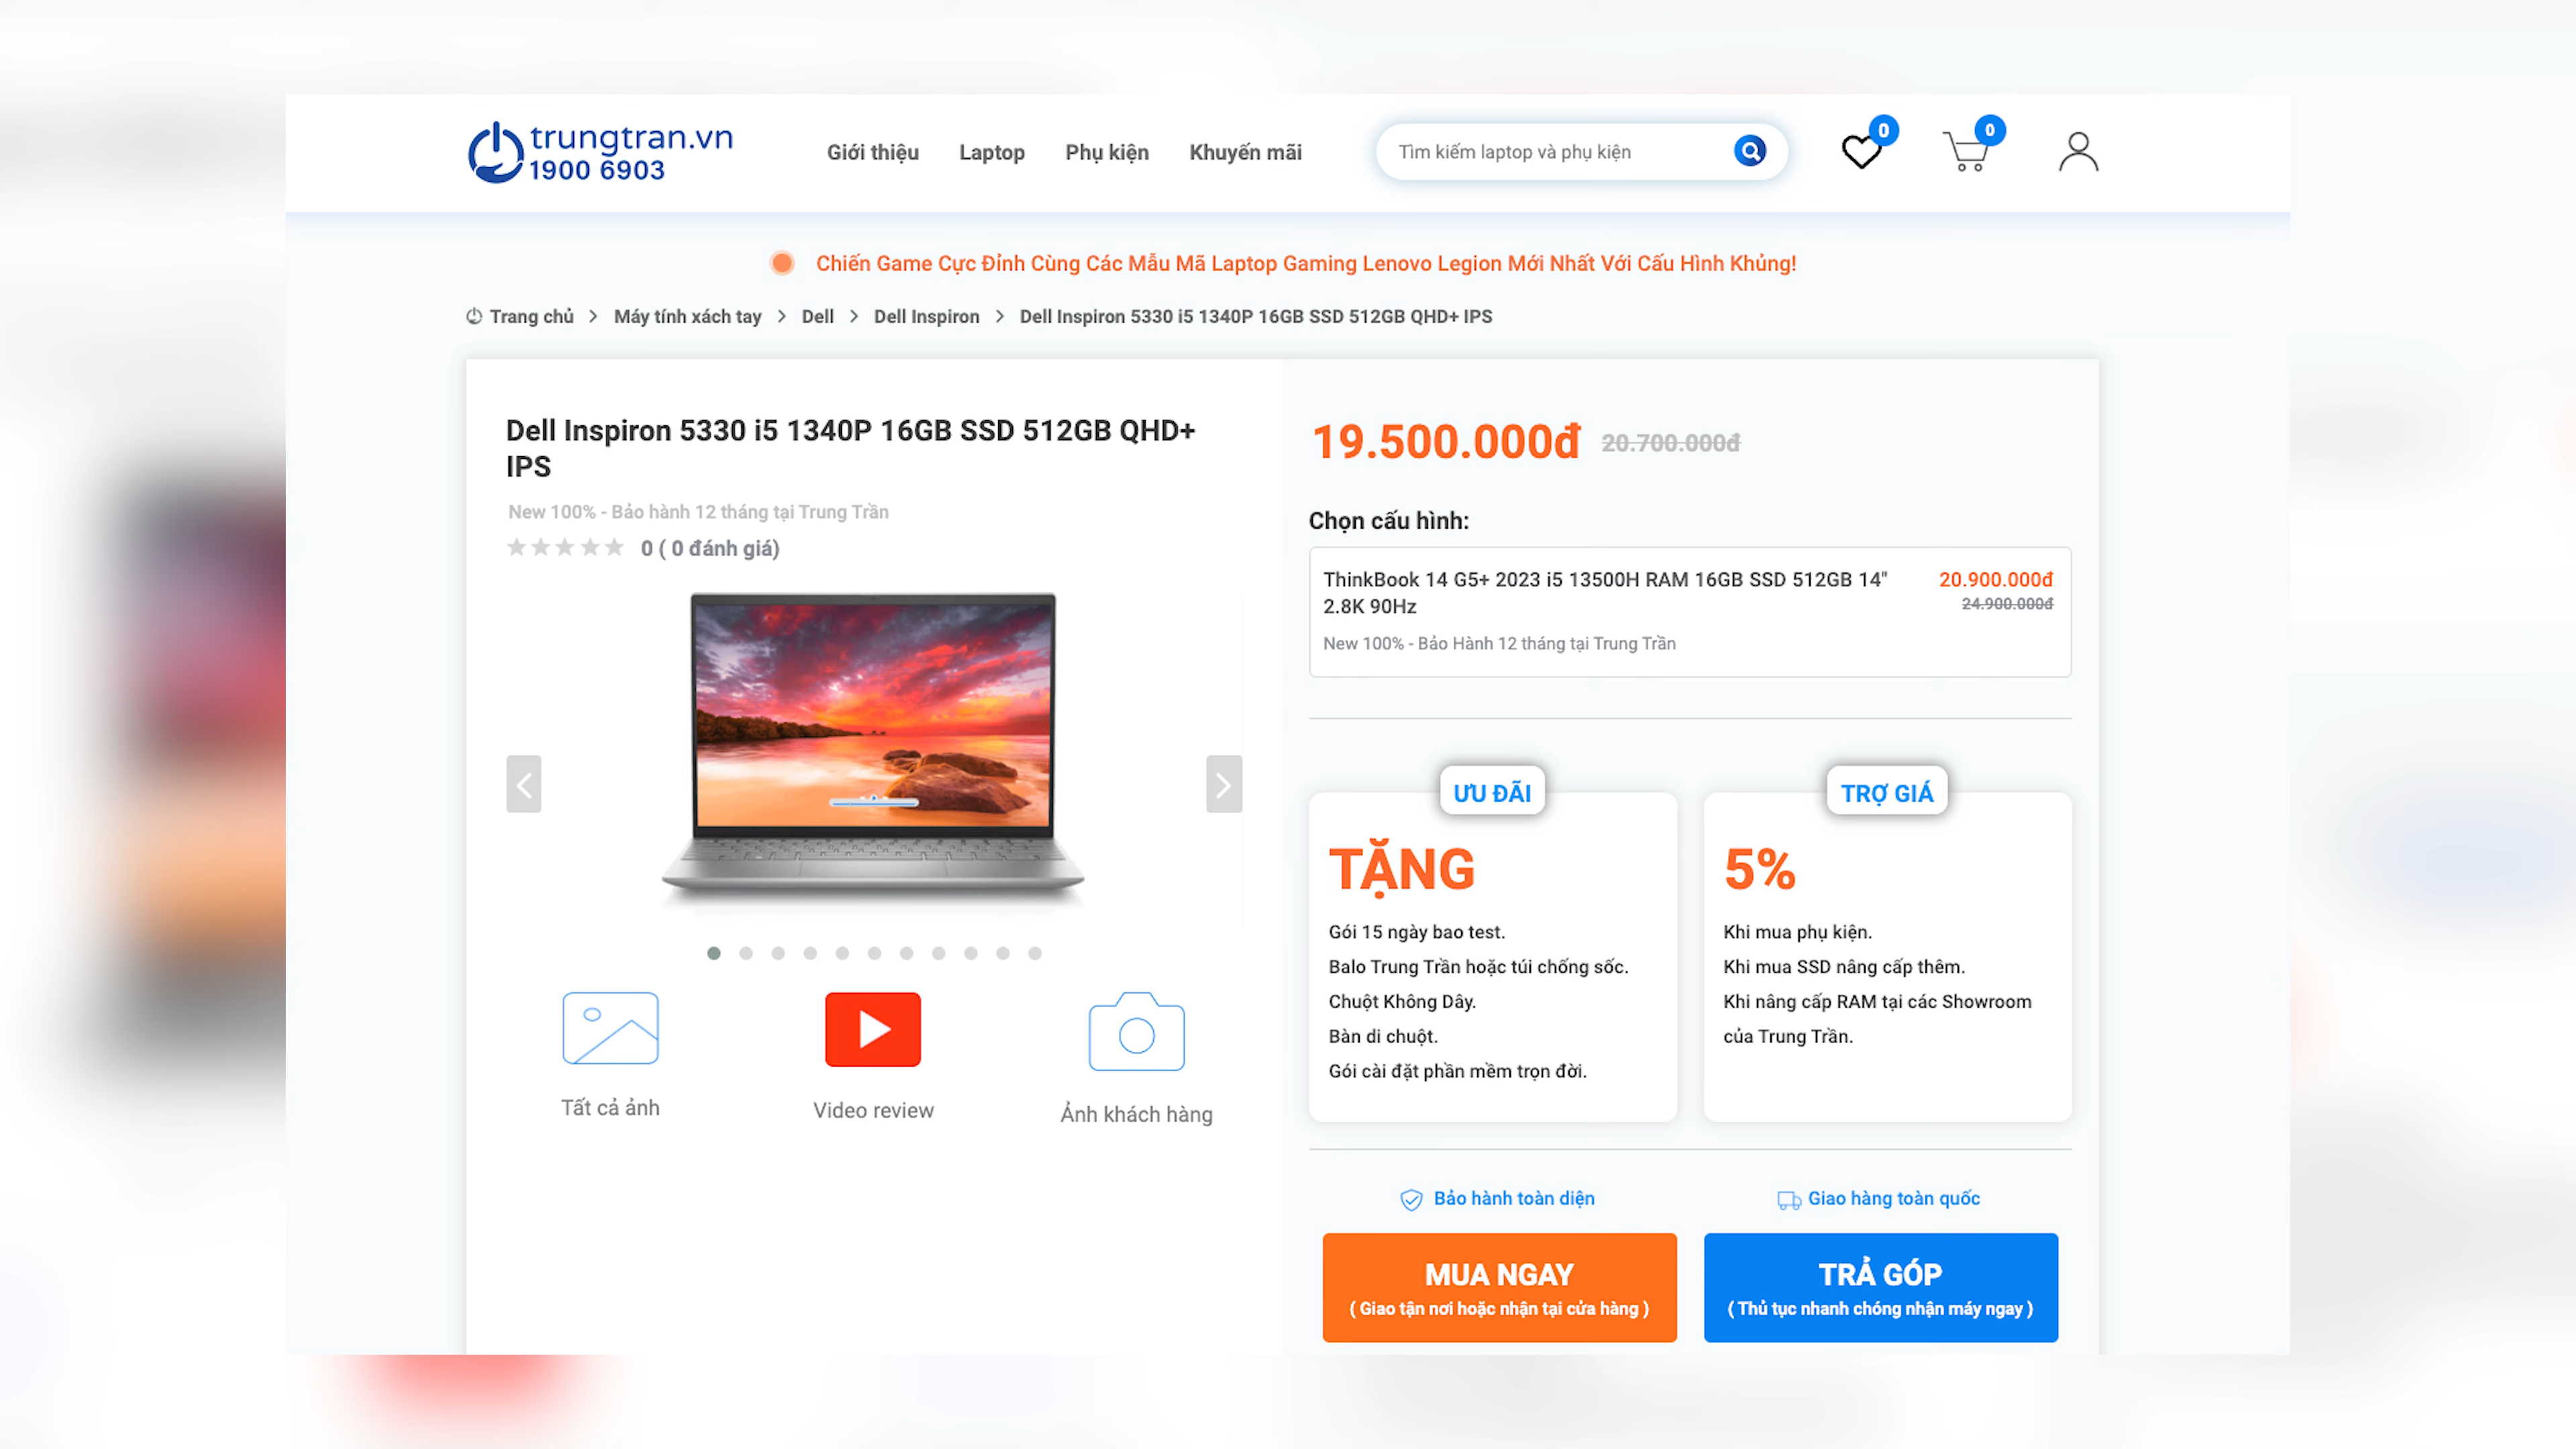 trungtran.vn
1900 6903
Giới thiệu
Laptop
Phụ kiện
Khuyến mãi
Tìm kiếm laptop và phụ kiện
0
0
Chiến Game Cực Đỉnh Cùng Các Mẫu Mã Laptop Gaming Lenovo Legion Mới Nhất Với Cấu Hình Khủng!
Trang chủ > Máy tính xách tay > Dell > Dell Inspiron > Dell Inspiron 5330 i5 1340P 16GB SSD 512GB QHD+ IPS
Dell Inspiron 5330 i5 1340P 16GB SSD 512GB QHD+
IPS
New 100% - Bảo hành 12 tháng tại Trung Trần
0 ( 0 đánh giá)
Tất cả ảnh
Video review
Ảnh khách hàng
19.500.000đ 20.700.000đ
Chọn cấu hình:
ThinkBook 14 G5+ 2023 i5 13500H RAM 16GB SSD 512GB 14"
2.8K 90Hz
20.900.000đ
24.900.000đ
New 100% - Bảo Hành 12 tháng tại Trung Trần
ƯU ĐÃI
TẶNG
Gói 15 ngày bao test.
Balo Trung Trần hoặc túi chống sốc.
Chuột Không Dây.
Bàn di chuột.
Gói cài đặt phần mềm trọn đời.
TRỢ GIÁ
5%
Khi mua phụ kiện.
Khi mua SSD nâng cấp thêm.
Khi nâng cấp RAM tại các Showroom
của Trung Trần.
Bảo hành toàn diện
Giao hàng toàn quốc
MUA NGAY
( Giao tận nơi hoặc nhận tại cửa hàng )
TRẢ GÓP
( Thủ tục nhanh chóng nhận máy ngay )